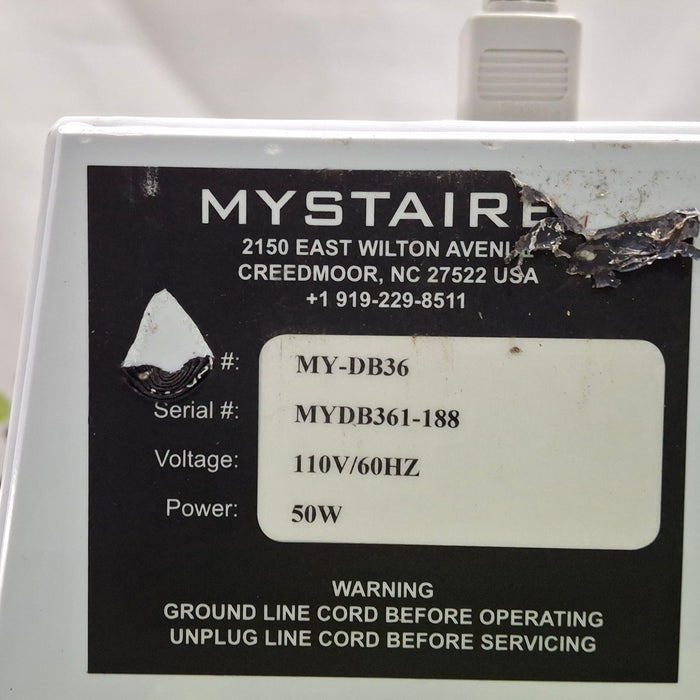 MYSTAIRE
2150 EAST WILTON AVENUE
CREEDMOOR, NC 27522 USA
+1 919-229-8511
#: MY-DB36
Serial #: MYDB361-188
Voltage: 110V/60HZ
Power: 50W
WARNING
GROUND LINE CORD BEFORE OPERATING
UNPLUG LINE CORD BEFORE SERVICING